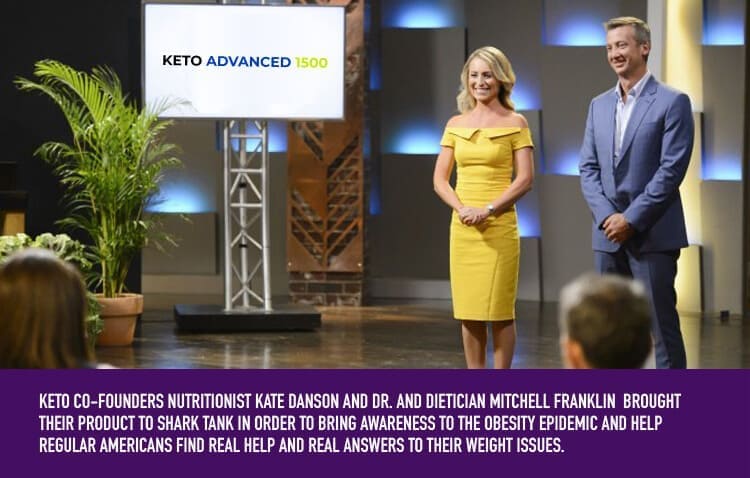 KETO ADVANCED 1500
KETO CO-FOUNDERS NUTRITIONIST KATE DANSON AND DR. AND DIETICIAN MITCHELL FRANKLIN BROUGHT
THEIR PRODUCT TO SHARK TANK IN ORDER TO BRING AWARENESS TO THE OBESITY EPIDEMIC AND HELP
REGULAR AMERICANS FIND REAL HELP AND REAL ANSWERS TO THEIR WEIGHT ISSUES.